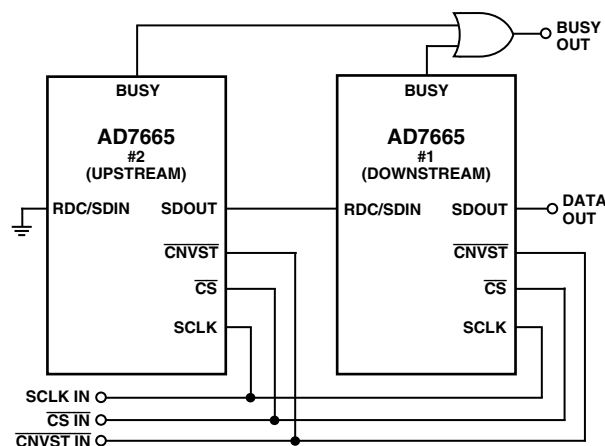 BUSY
OUT
BUSY
BUSY
AD7665
#2
(UPSTREAM)
AD7665
#1
(DOWNSTREAM)
RDC/SDIN
SDOUT
RDC/SDIN
SDOUT
DATA
OUT
CNVST
CNVST
CS
CS
SCLK
SCLK
SCLK IN
CS IN
CNVST IN